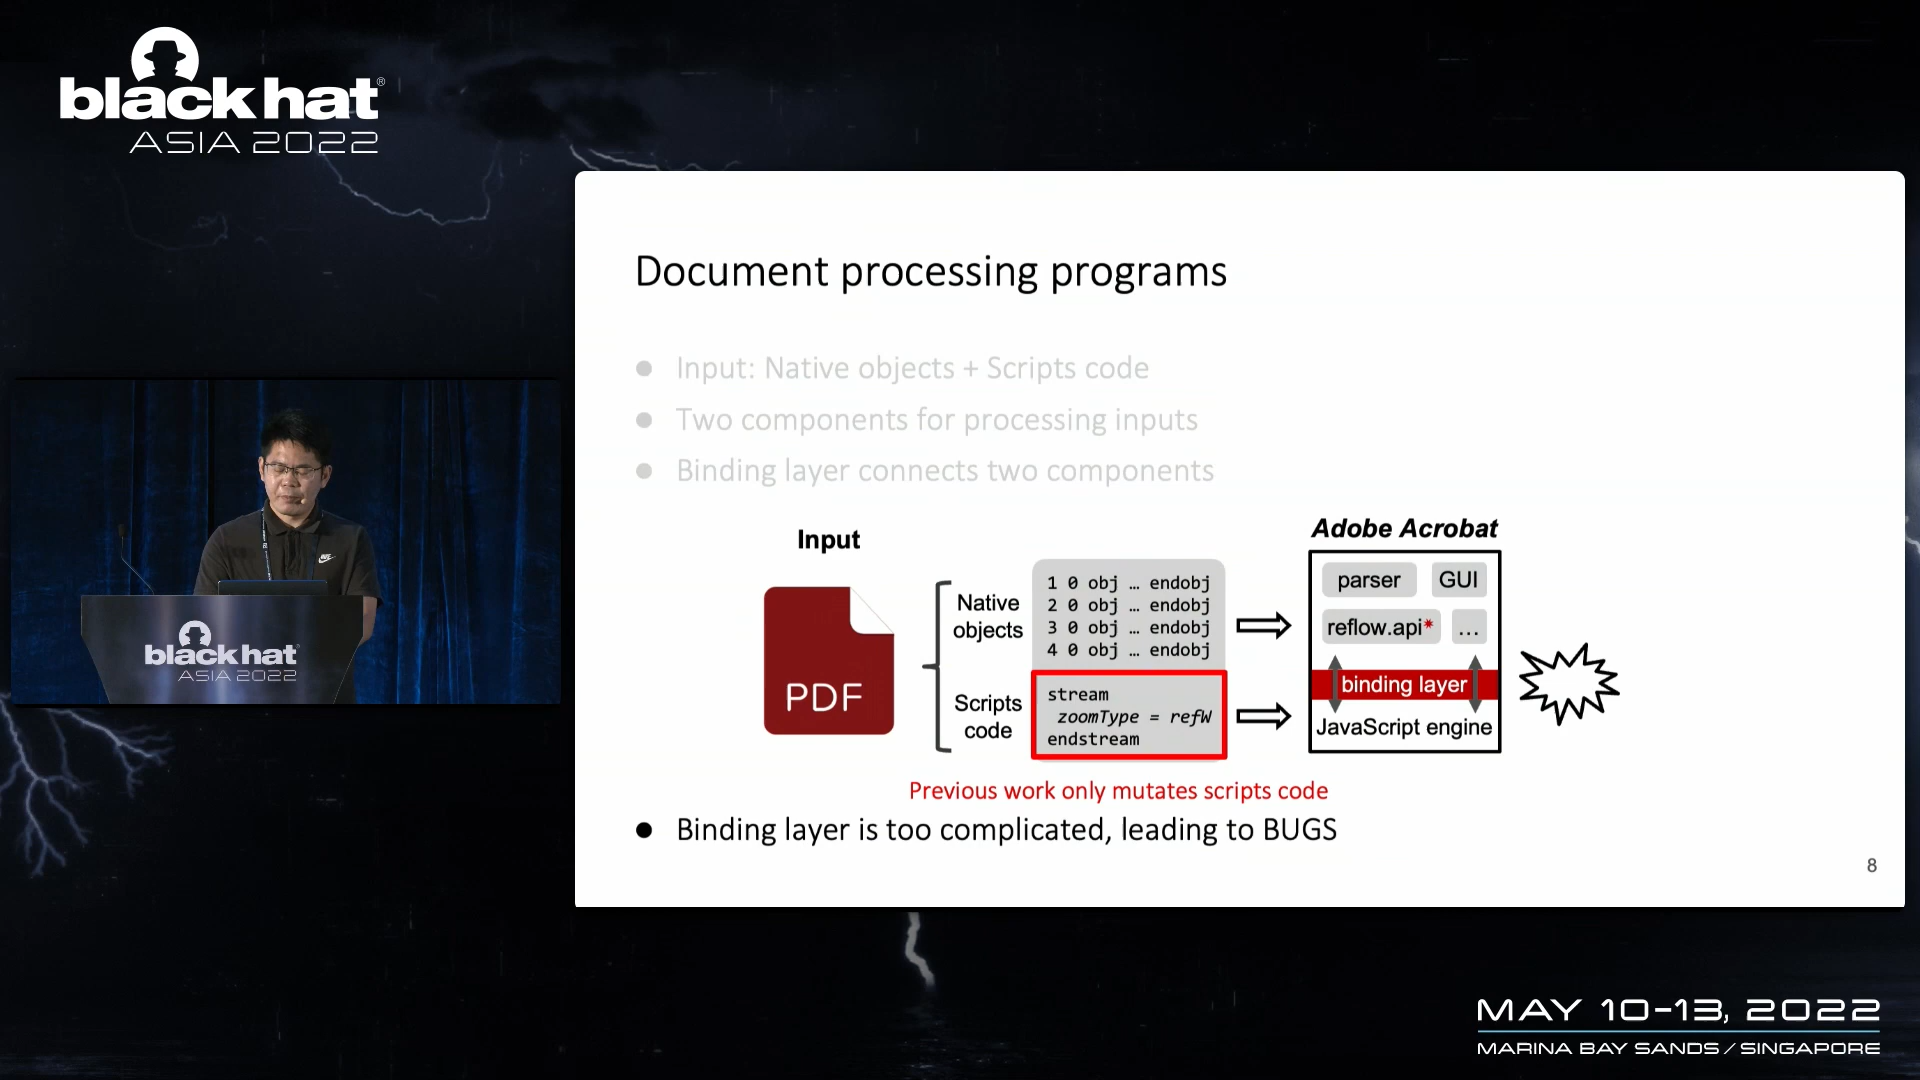 black hat®
ASIA 2022
Document processing programs
● Input: Native objects + Scripts code
● Two components for processing inputs
● Binding layer connects two components
Input
PDF
Native
objects
1 0 obj … endobj
2 0 obj … endobj
3 0 obj … endobj
4 0 obj … endobj
Scripts
code
stream
zoomType = refW
endstream
Adobe Acrobat
parser GUI
reflow.api* ...
binding layer
JavaScript engine
Previous work only mutates scripts code
● Binding layer is too complicated, leading to BUGS
8
black hat
ASIA 2022
MAY 10-13, 2022
MARINA BAY SANDS / SINGAPORE